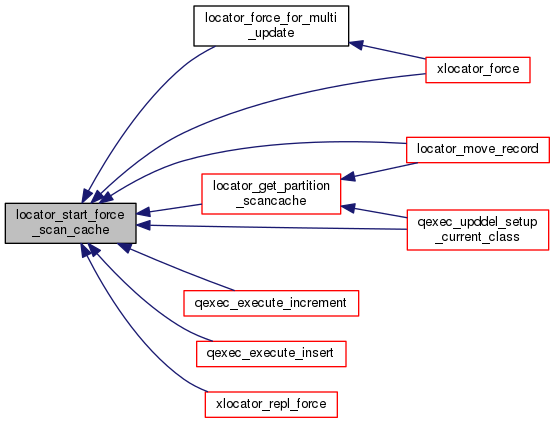 locator_force_for_multi
_update
xlocator_force
locator_move_record
locator_get_partition
_scancache
locator_start_force
_scan_cache
qexec_upddel_setup
_current_class
qexec_execute_increment
qexec_execute_insert
xlocator_repl_force